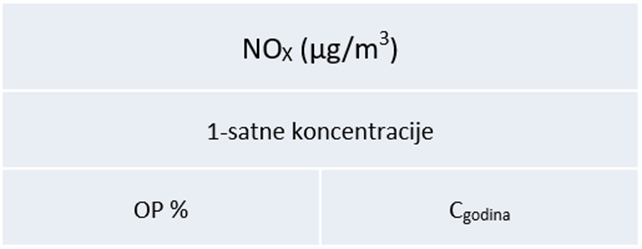 NOX (µg/m³)
1-satne koncentracije
OP % Cgodina